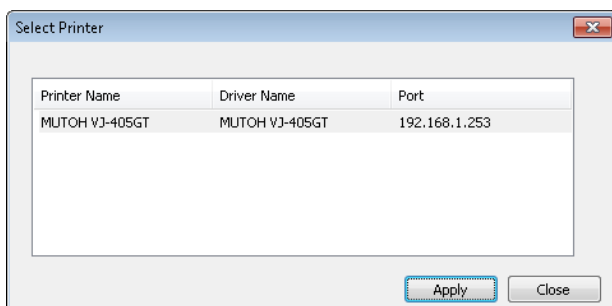 Select Printer
Printer Name Driver Name Port
MUTOH VJ-405GT MUTOH VJ-405GT 192.168.1.253
Apply Close